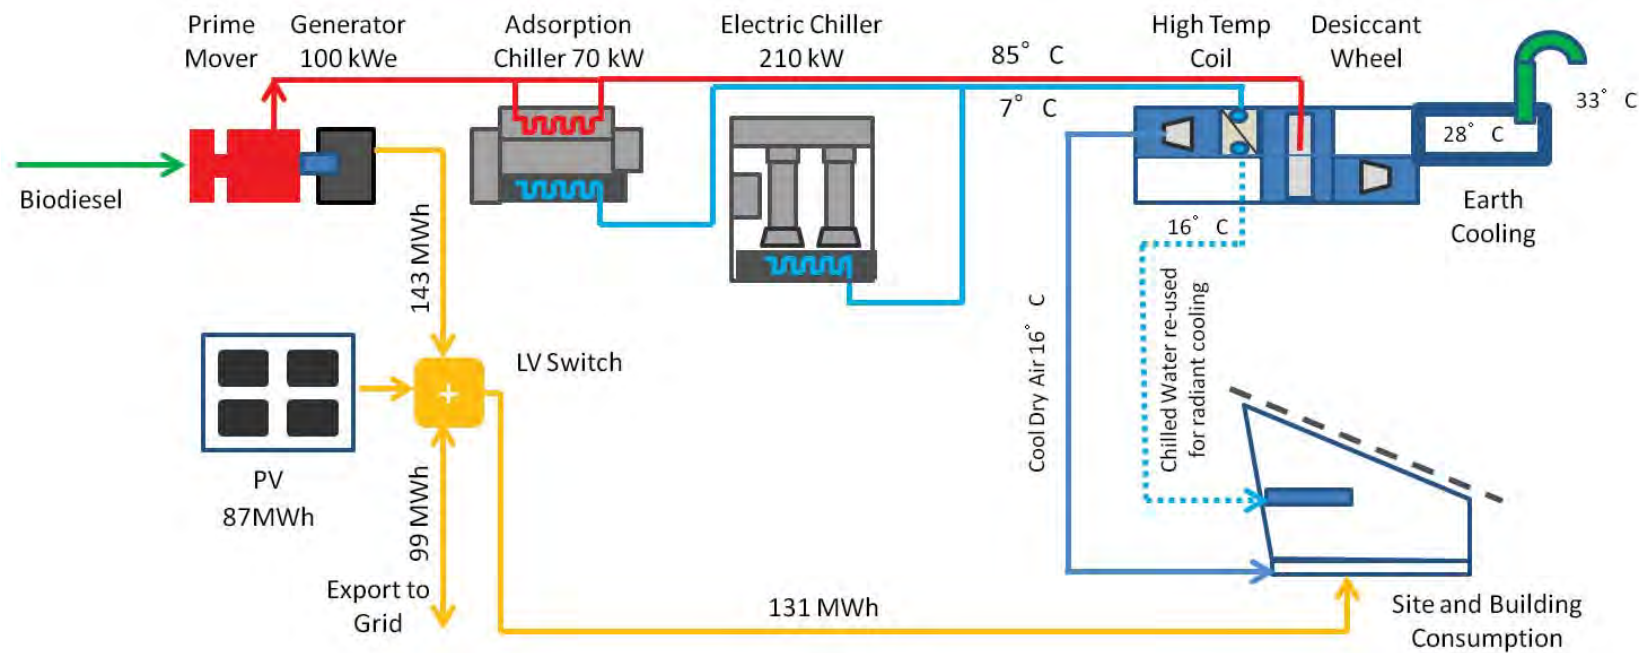 Prime
Mover
Generator
100 kWe
Adsorption
Chiller 70 kW
Electric Chiller
210 kW
85° C
7° C
High Temp
Coil
Desiccant
Wheel
33° C
28° C
Biodiesel
Earth
Cooling
16° C
143 MWh
Chilled Water re-used
for radiant cooling
Cool Dry Air 16° C
LV Switch
+
PV
87MWh
99 MWh
Export to
Grid
131 MWh
Site and Building
Consumption